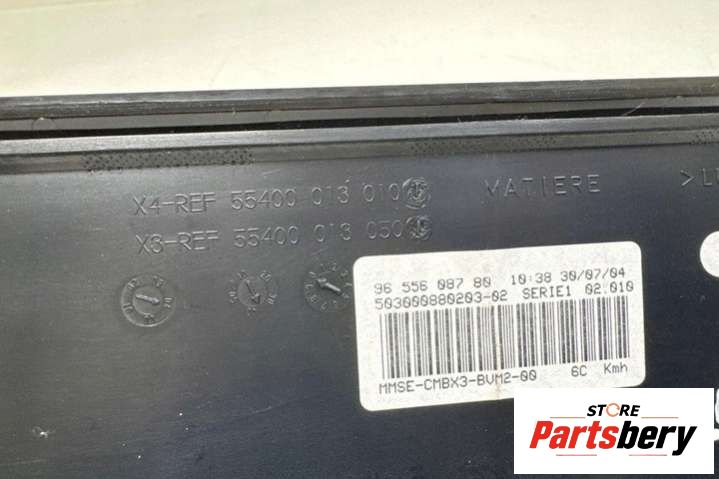 X4-REF 55400 013 010
X3-REF 55400 013 050
MATIERE
96 556 087 80 10:38 30/07/04
503000880203-02 SERIE1 02.010
MMSE-CMBX3-BVM2-00 6C Kmh
STORE
Partsbery